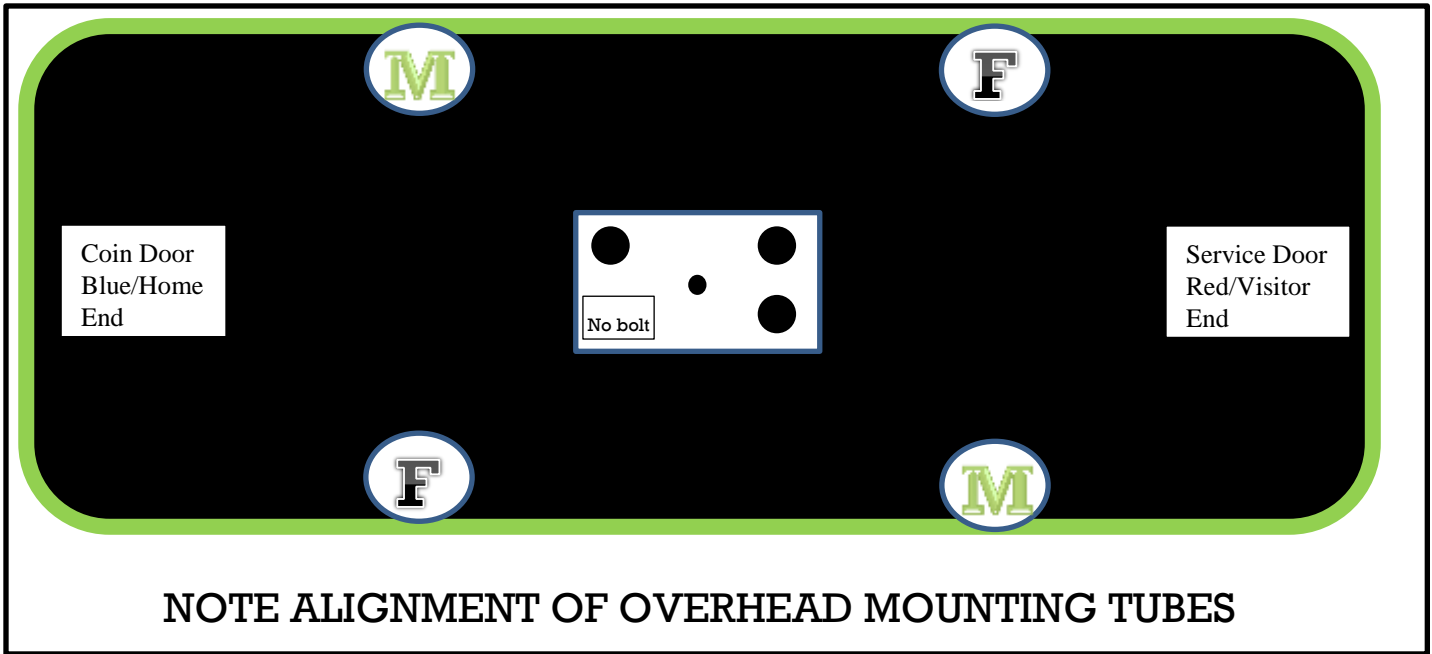 M
F
Coin Door
Blue/Home
End
No bolt
Service Door
Red/Visitor
End
F
M
NOTE ALIGNMENT OF OVERHEAD MOUNTING TUBES